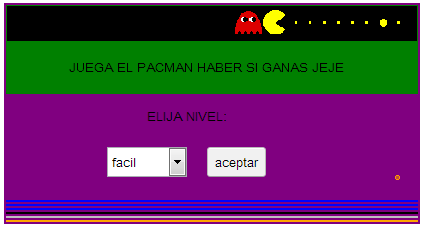 JUEGA EL PACMAN HABER SI GANAS JEJE
ELIJA NIVEL:
facil aceptar